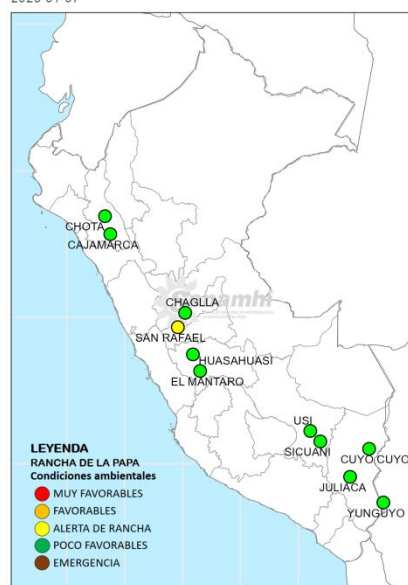 CHOTA
CAJAMARCA
CHAGLLA
Senamhi
SAN RAFAEL
HUASAHUASI
EL MANTARO
USI
SICUANI
CUYO CUYO
JULIACA
YUNGUYO
LEYENDA
RANCHA DE LA PAPA
Condiciones ambientales
MUY FAVORABLES
FAVORABLES
ALERTA DE RANCHA
POCO FAVORABLES
EMERGENCIA